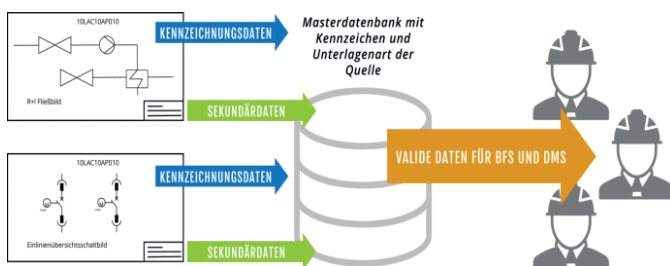 10LAC10AP010
R+I Fließbild
KENNZEICHNUNGSDATEN
SEKUNDÄRDATEN
10LAC10AP010
Einlinienübersichtsschaltbild
KENNZEICHNUNGSDATEN
SEKUNDÄRDATEN
Masterdatenbank mit
Kennzeichen und
Unterlagenart der
Quelle
VALIDE DATEN FÜR BFS UND DMS